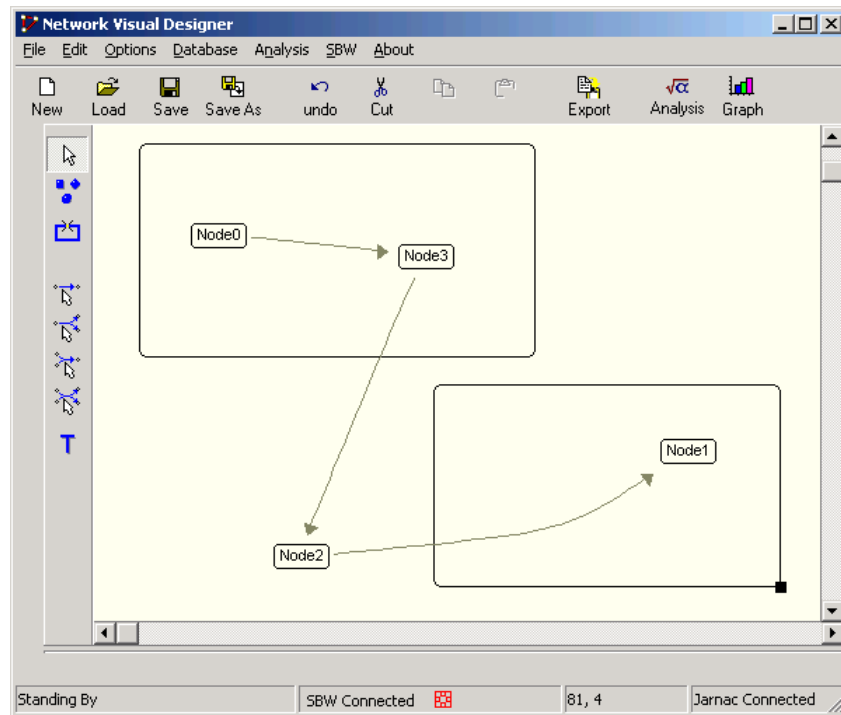 Network Visual Designer
File Edit Options Database Analysis SBW About
New Load Save Save As undo Cut Export √α Analysis Graph
Node0
Node3
Node1
Node2
T
Standing By SBW Connected 81, 4 Jarnac Connected